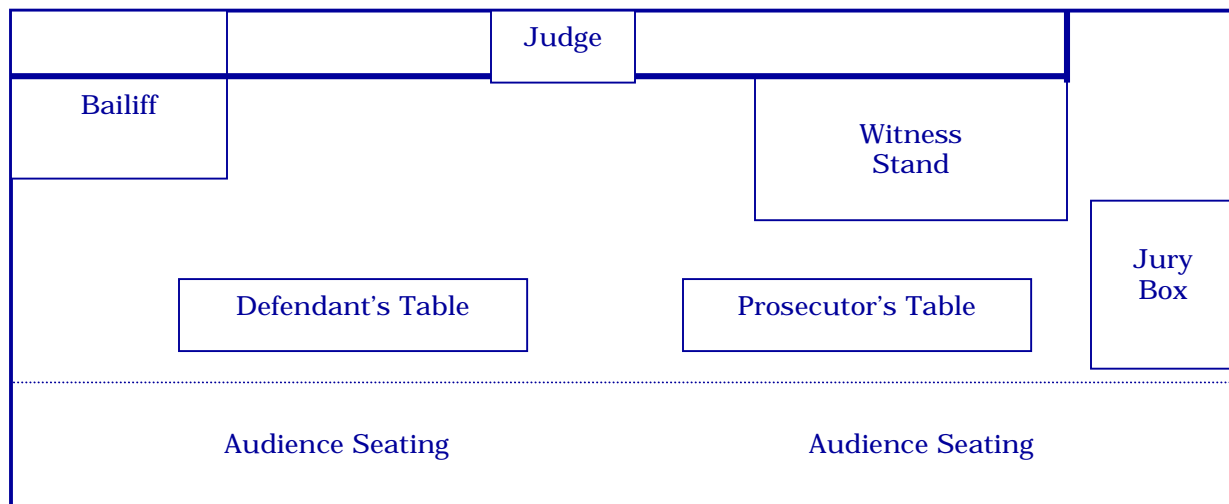 Judge
Bailiff
Witness
Stand
Jury
Box
Defendant's Table
Prosecutor's Table
Audience Seating
Audience Seating